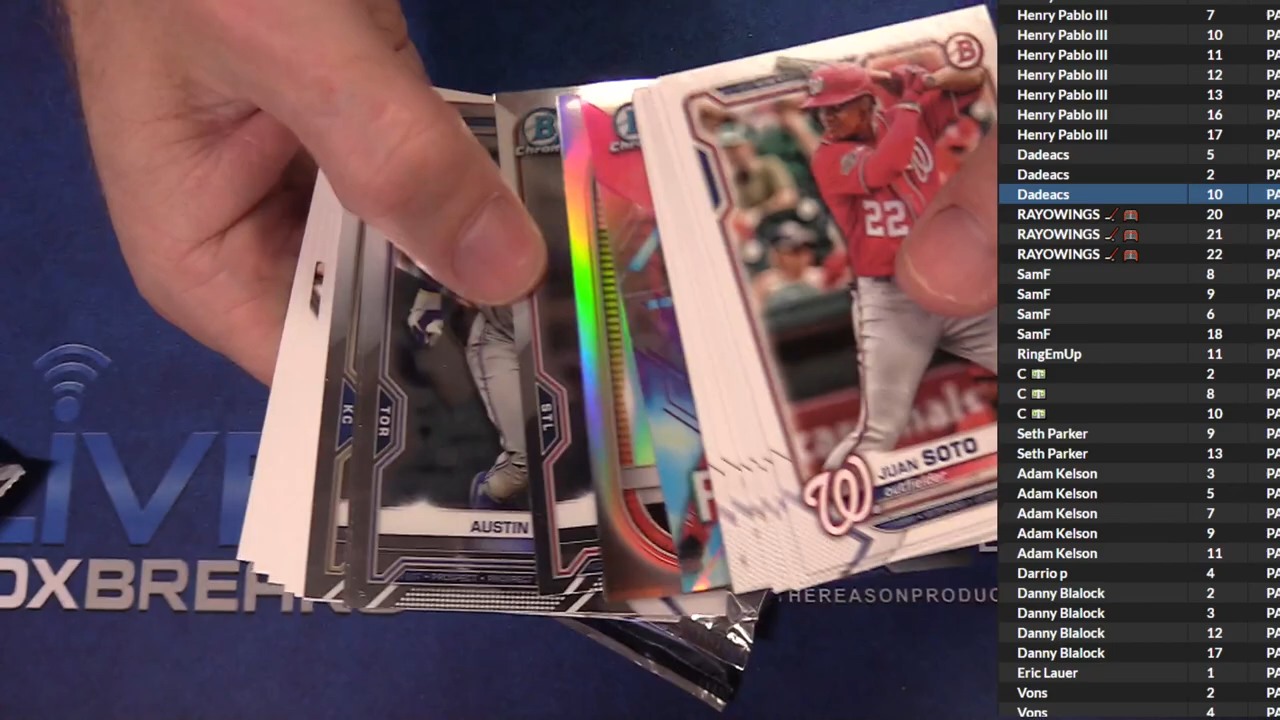 B
Chrom
B
Chrom
B
W
W
22
JUAN SOTO
outfielder
W
KC
TOR
STL
AUSTIN
PROSPECT • PROSPECT
LIVE
OXBREA
THEREASONPRODUC
Henry Pablo III 7 PA
Henry Pablo III 10 PA
Henry Pablo III 11 PA
Henry Pablo III 12 PA
Henry Pablo III 13 PA
Henry Pablo III 16 PA
Henry Pablo III 17 PA
Dadeacs 5 PA
Dadeacs 2 PA
Dadeacs 10 PA
RAYOWINGS 20 PA
RAYOWINGS 21 PA
RAYOWINGS 22 PA
SamF 8 PA
SamF 9 PA
SamF 6 PA
SamF 18 PA
RingEmUp 11 PA
C 2 PA
C 8 PA
C 10 PA
Seth Parker 9 PA
Seth Parker 13 PA
Adam Kelson 3 PA
Adam Kelson 5 PA
Adam Kelson 7 PA
Adam Kelson 9 PA
Adam Kelson 11 PA
Darrio p 4 PA
Danny Blalock 2 PA
Danny Blalock 3 PA
Danny Blalock 12 PA
Danny Blalock 17 PA
Eric Lauer 1 PA
Vons 2 PA
Vons 4 PA